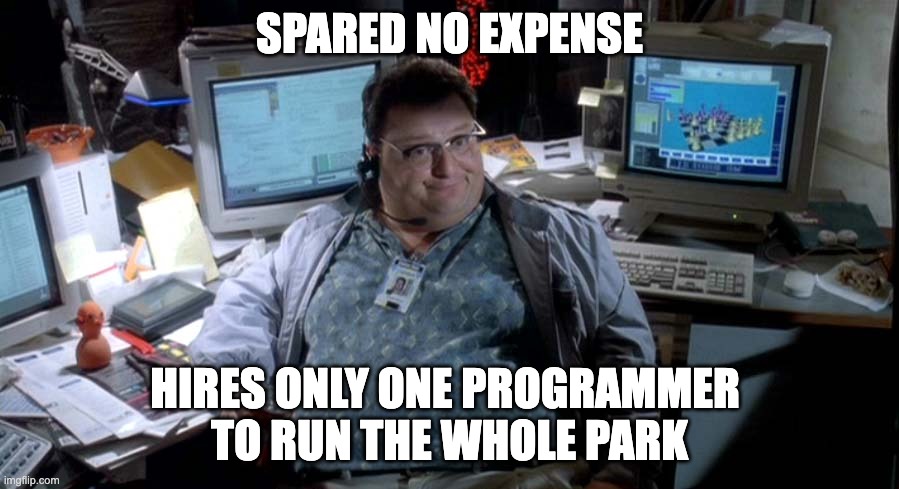 SPARED NO EXPENSE
HIRES ONLY ONE PROGRAMMER
TO RUN THE WHOLE PARK
imgflip.com